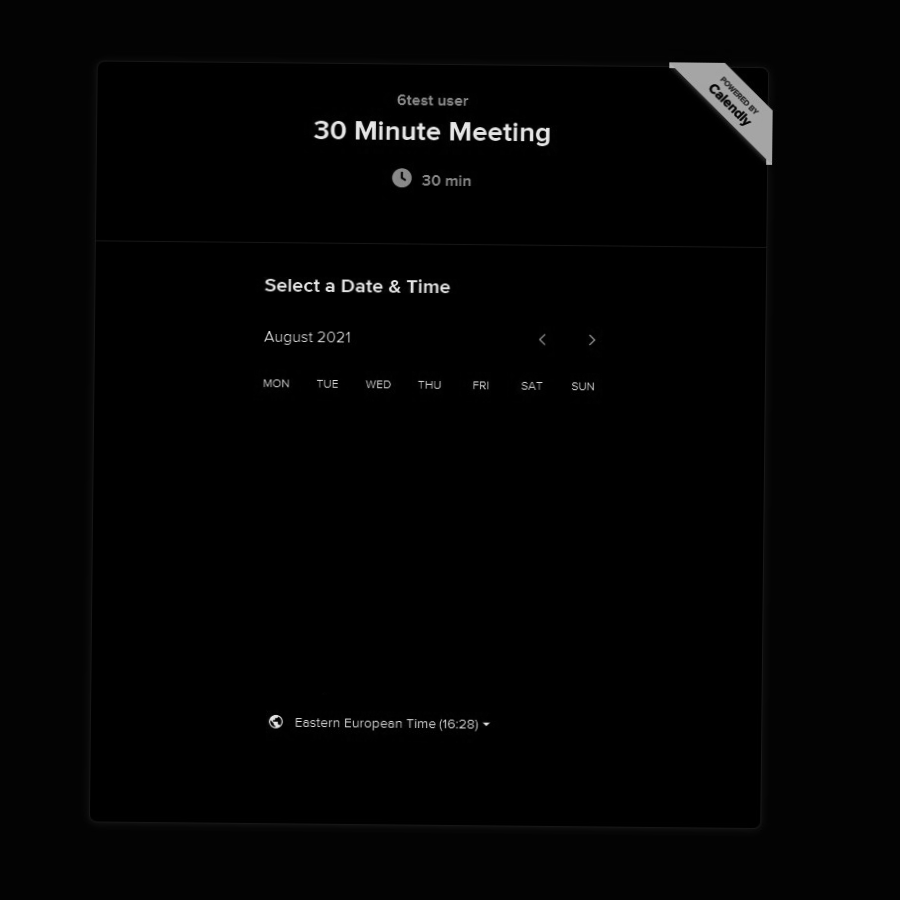 6test user
30 Minute Meeting
30 min
POWERED BY
Calendly
Select a Date & Time
August 2021
MON TUE WED THU FRI SAT SUN
Eastern European Time (16:28)